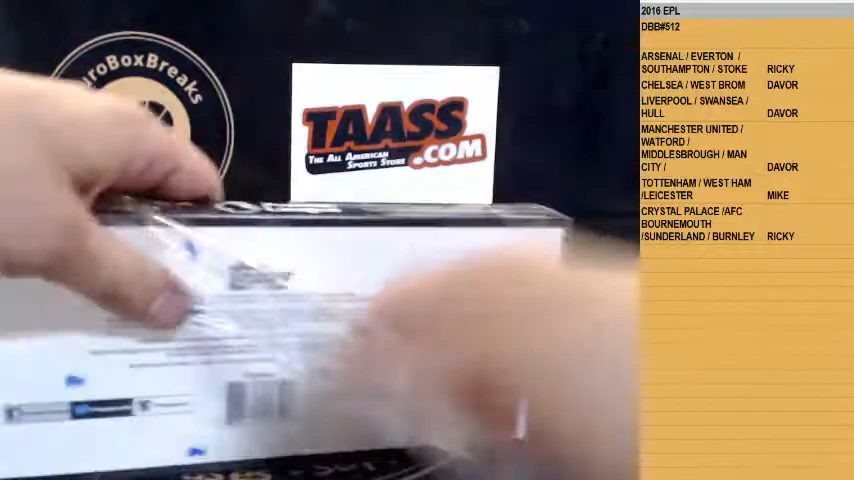 uroBoxBreaks
TAASS
THE ALL AMERICAN
SPORTS STORE
.COM
2016 EPL
DBB#512
ARSENAL / EVERTON /
SOUTHAMPTON / STOKE RICKY
CHELSEA / WEST BROM DAVOR
LIVERPOOL / SWANSEA /
HULL DAVOR
MANCHESTER UNITED /
WATFORD /
MIDDLESBROUGH / MAN
CITY / DAVOR
TOTTENHAM / WEST HAM
/LEICESTER MIKE
CRYSTAL PALACE /AFC
BOURNEMOUTH
/SUNDERLAND / BURNLEY RICKY